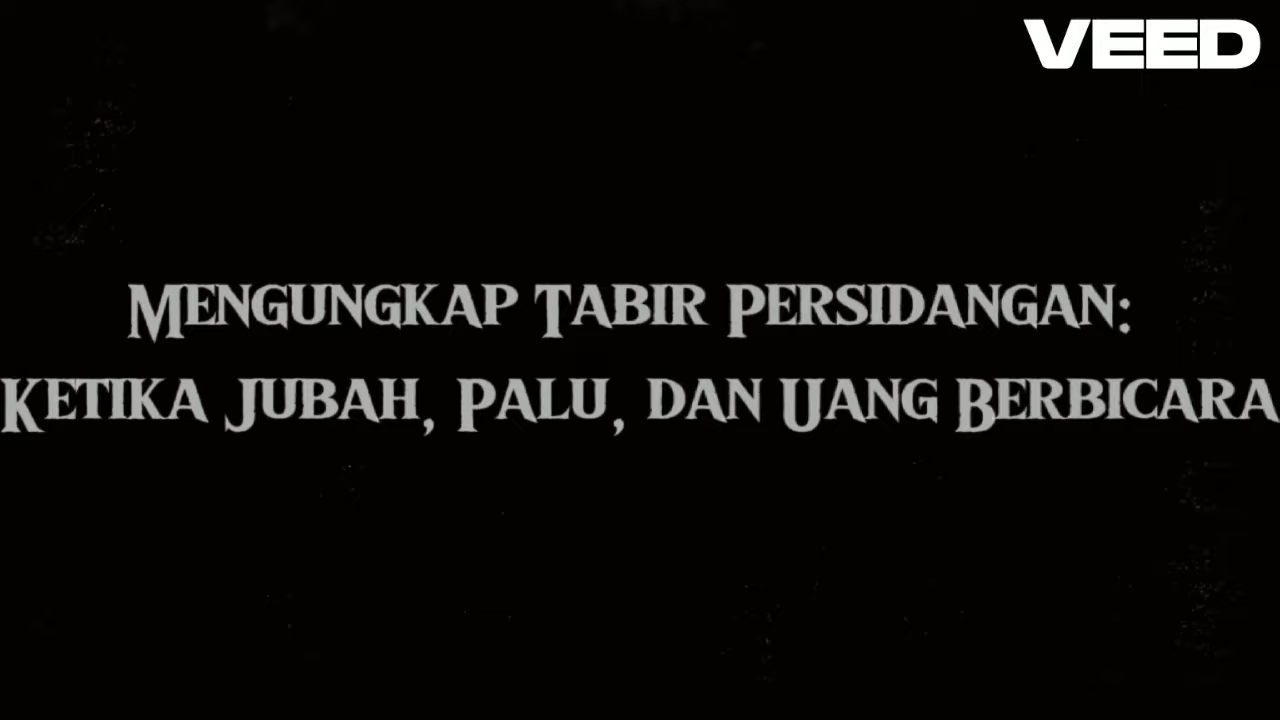 VEED
Mengungkap Tabir Persidangan:
Ketika Jubah, Palu, dan Uang Berbicara